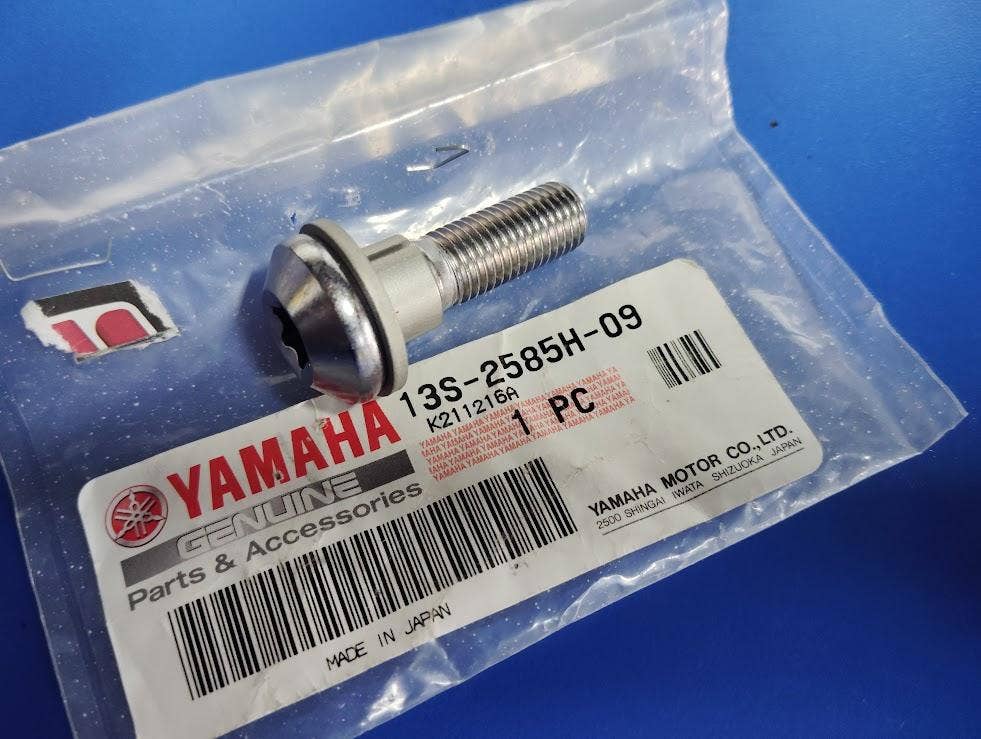 13S-2585H-09
K211216A
1 PC
YAMAHA
GENUINE
Parts & Accessories
MADE IN JAPAN
YAMAHA MOTOR CO.,LTD.
2500 SHINGAI IWATA SHIZUOKA JAPAN